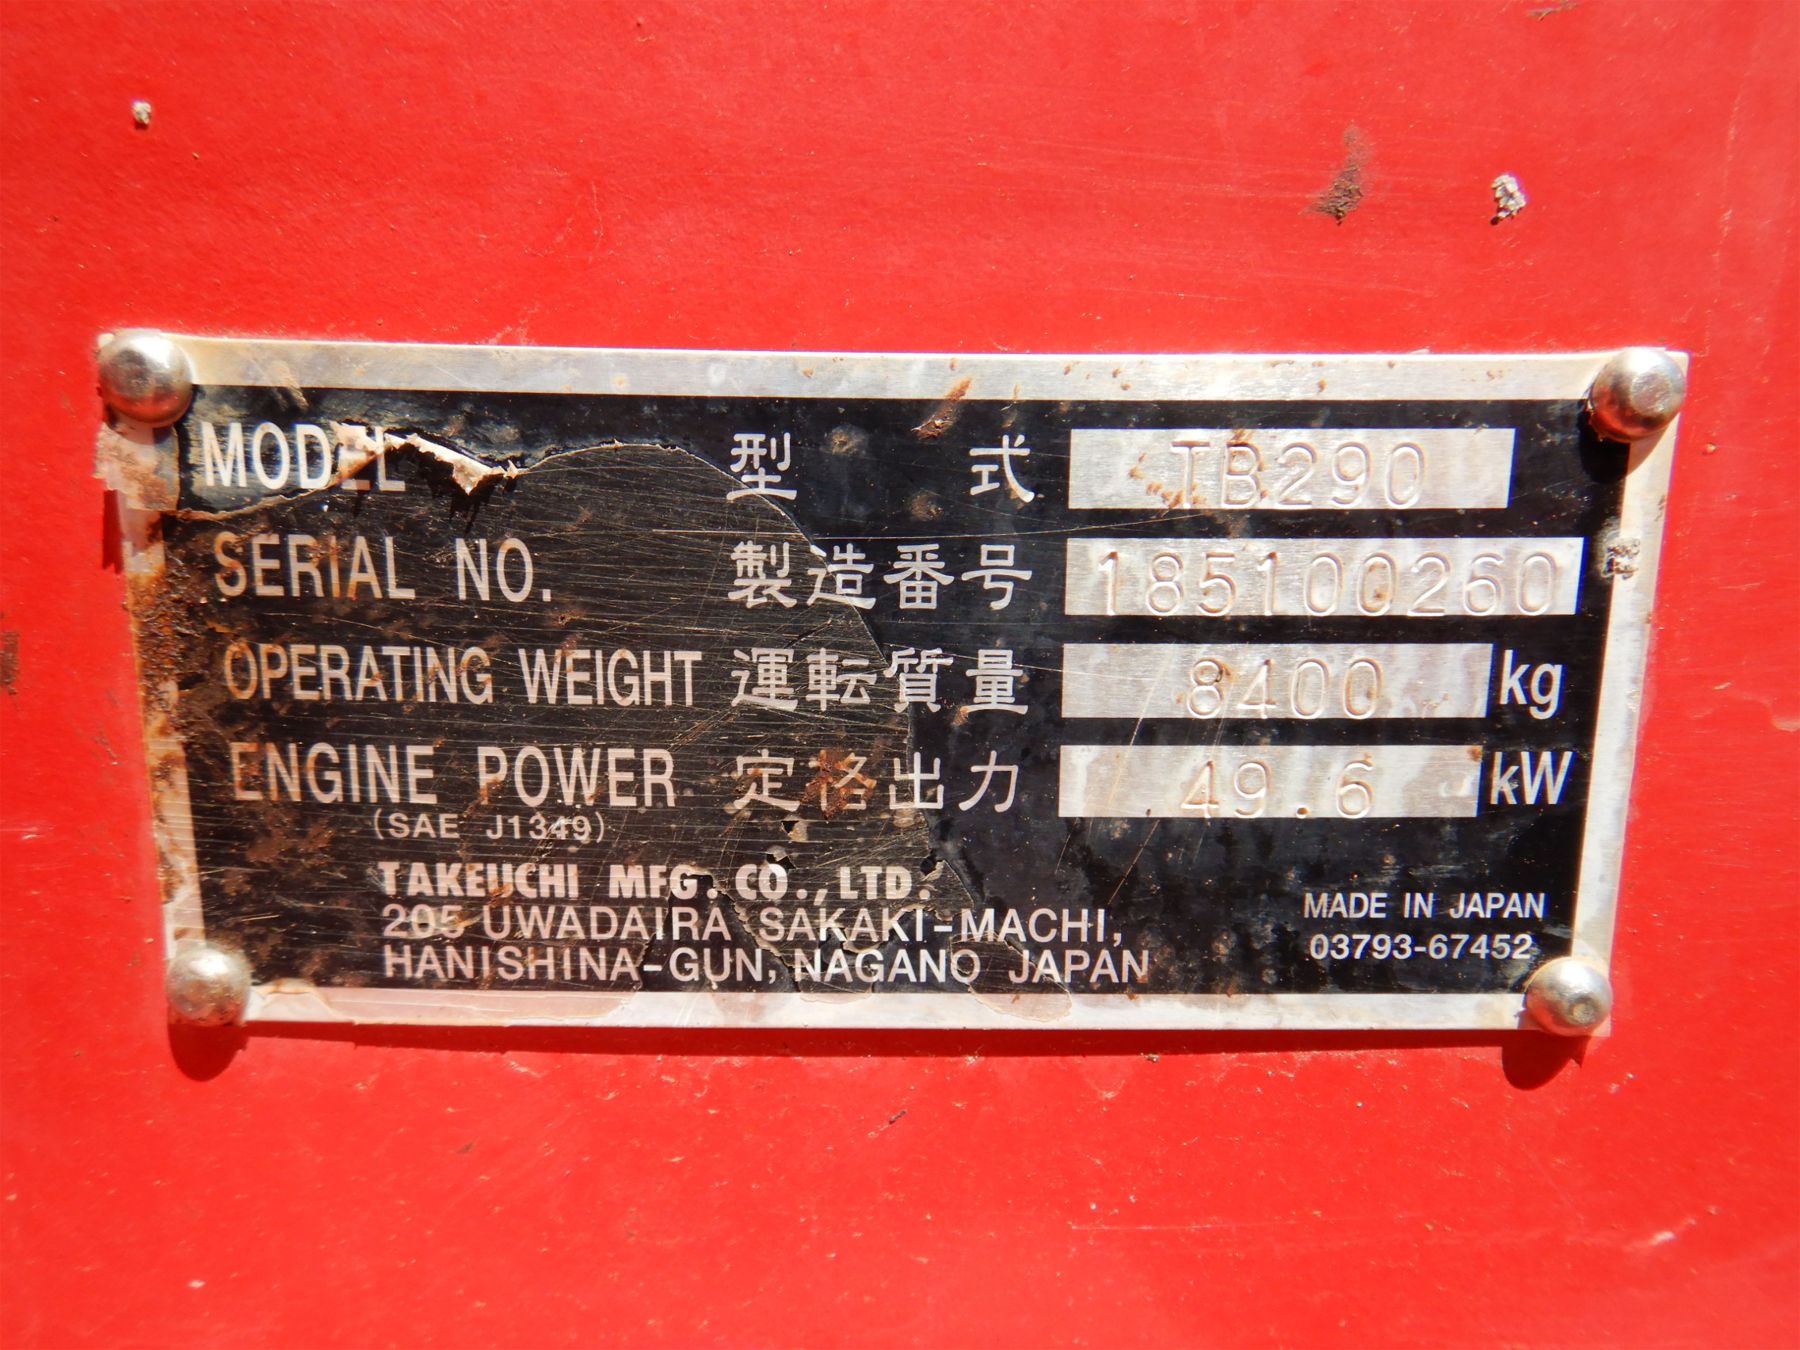 MODEL 型 式 TB290
SERIAL NO. 製造番号 185100260
OPERATING WEIGHT 運転質量 8400 kg
ENGINE POWER 定格出力 49.6 kW
(SAE J1349)
TAKEUCHI MFG. CO., LTD.
205 UWADAIRA SAKAKI-MACHI,
HANISHINA-GUN, NAGANO JAPAN
MADE IN JAPAN
03793-67452